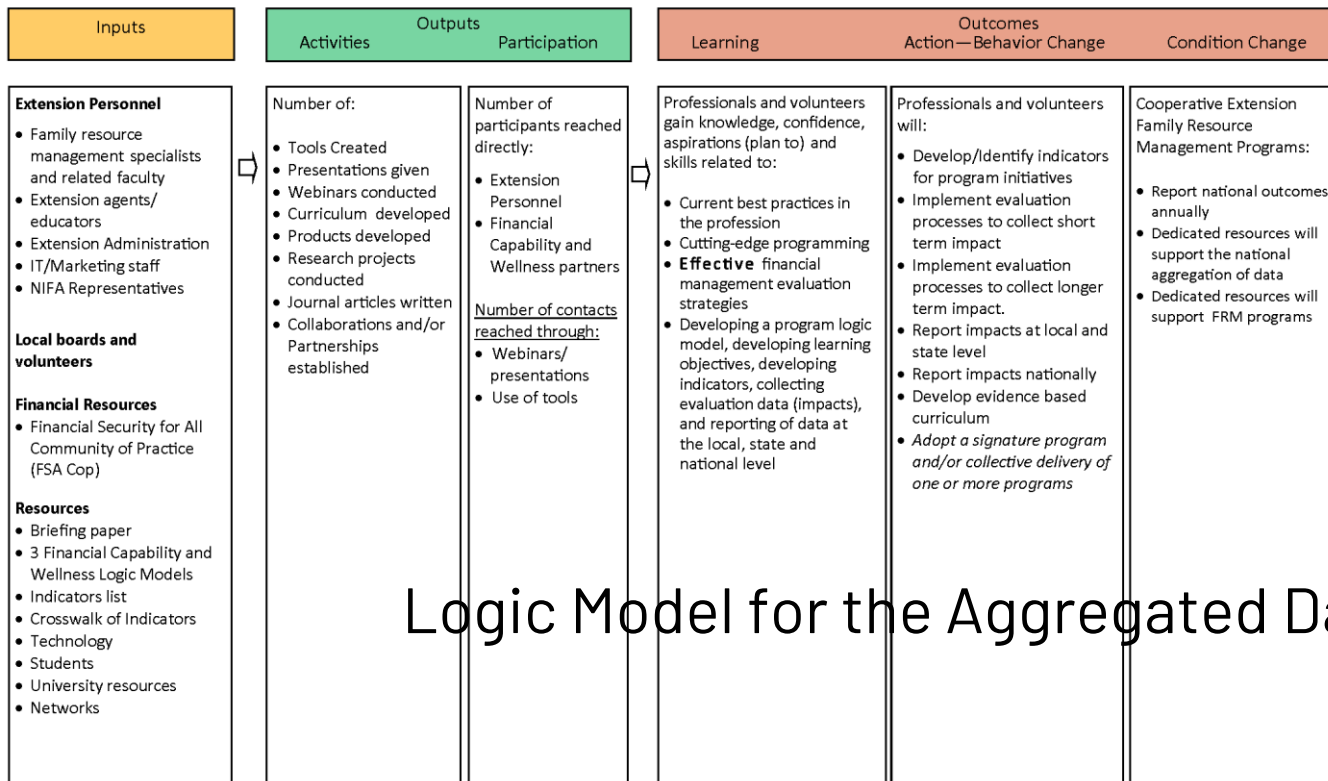 Inputs
Outputs
Activities
Participation
Outcomes
Learning
Action—Behavior Change
Condition Change
Extension Personnel
• Family resource
management specialists
and related faculty
• Extension agents/
educators
• Extension Administration
• IT/Marketing staff
• NIFA Representatives
Local boards and
volunteers
Financial Resources
• Financial Security for All
Community of Practice
(FSA Cop)
Resources
• Briefing paper
• 3 Financial Capability and
Wellness Logic Models
• Indicators list
• Crosswalk of Indicators
• Technology
• Students
• University resources
• Networks
Number of:
• Tools Created
• Presentations given
• Webinars conducted
• Curriculum developed
• Products developed
• Research projects
conducted
• Journal articles written
• Collaborations and/or
Partnerships
established
Number of
participants reached
directly:
• Extension
Personnel
• Financial
Capability and
Wellness partners
Number of contacts
reached through:
• Webinars/
presentations
• Use of tools
Professionals and volunteers
gain knowledge, confidence,
aspirations (plan to) and
skills related to:
• Current best practices in
the profession
• Cutting-edge programming
• Effective financial
management evaluation
strategies
• Developing a program logic
model, developing learning
objectives, developing
indicators, collecting
evaluation data (impacts),
and reporting of data at
the local, state and
national level
Professionals and volunteers
will:
• Develop/Identify indicators
for program initiatives
• Implement evaluation
processes to collect short
term impact
• Implement evaluation
processes to collect longer
term impact.
• Report impacts at local and
state level
• Report impacts nationally
• Develop evidence based
curriculum
• Adopt a signature program
and/or collective delivery of
one or more programs
Cooperative Extension
Family Resource
Management Programs:
• Report national outcomes
annually
• Dedicated resources will
support the national
aggregation of data
• Dedicated resources will
support FRM programs
Logic Model for the Aggregated Da